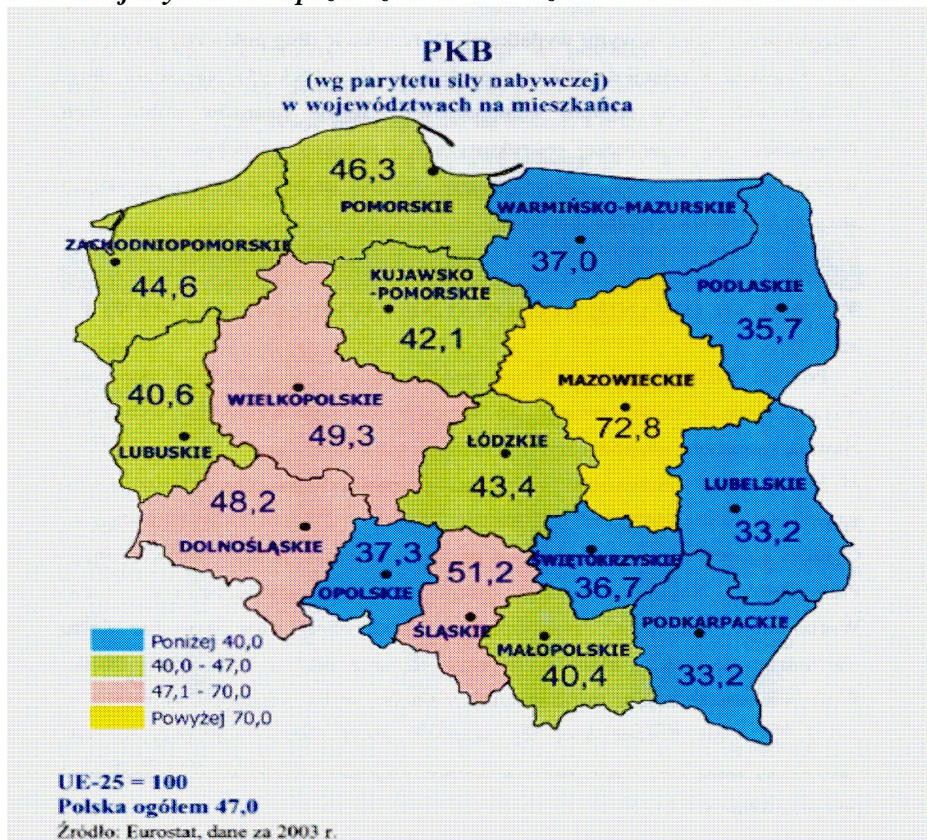 PKB
(wg parytetu siły nabywczej)
w województwach na mieszkańca
46,3
POMORSKIE
WARMIŃSKO-MAZURSKIE
37,0
ZACHODNIOPOMORSKIE
44,6
KUJAWSKO
-POMORSKIE
42,1
PODLASKIE
35,7
MAZOWIECKIE
72,8
40,6
LUBUSKIE
WIELKOPOLSKIE
49,3
ŁÓDZKIE
43,4
LUBELSKIE
33,2
48,2
DOLNOŚLĄSKIE
37,3
OPOLSKIE
51,2
ŚLĄSKIE
ŚWIĘTOKRZYSKIE
36,7
MAŁOPOLSKIE
40,4
PODKARPACKIE
33,2
Poniżej 40,0
40,0 - 47,0
47,1 - 70,0
Powyżej 70,0
UE-25 = 100
Polska ogółem 47,0
Źródło: Eurostat, dane za 2003 r.